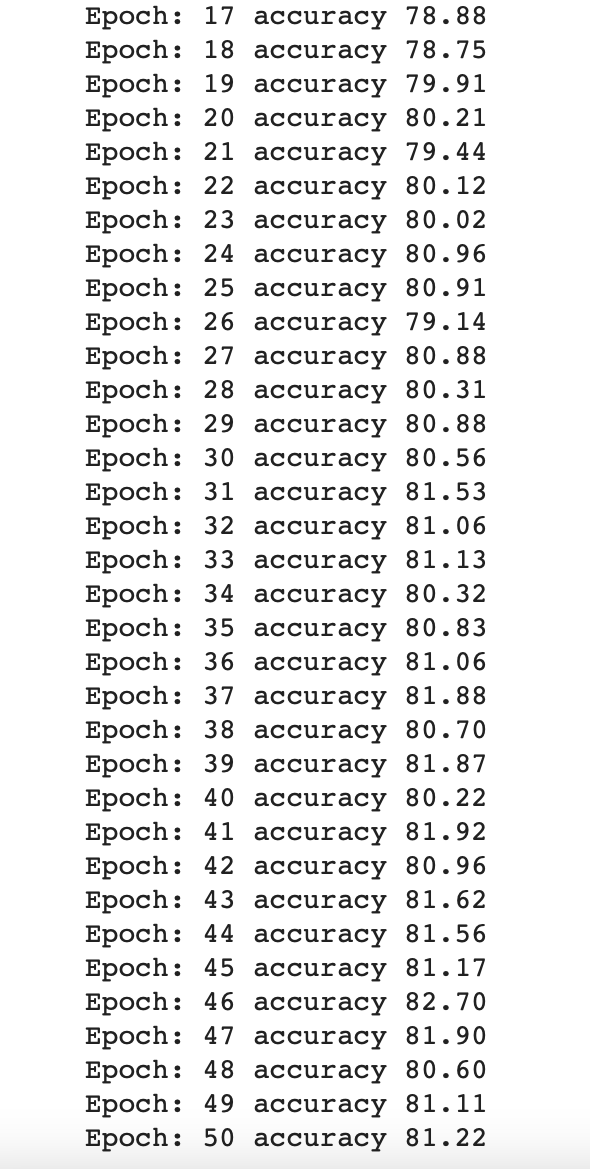 Epoch: 17 accuracy 78.88
Epoch: 18 accuracy 78.75
Epoch: 19 accuracy 79.91
Epoch: 20 accuracy 80.21
Epoch: 21 accuracy 79.44
Epoch: 22 accuracy 80.12
Epoch: 23 accuracy 80.02
Epoch: 24 accuracy 80.96
Epoch: 25 accuracy 80.91
Epoch: 26 accuracy 79.14
Epoch: 27 accuracy 80.88
Epoch: 28 accuracy 80.31
Epoch: 29 accuracy 80.88
Epoch: 30 accuracy 80.56
Epoch: 31 accuracy 81.53
Epoch: 32 accuracy 81.06
Epoch: 33 accuracy 81.13
Epoch: 34 accuracy 80.32
Epoch: 35 accuracy 80.83
Epoch: 36 accuracy 81.06
Epoch: 37 accuracy 81.88
Epoch: 38 accuracy 80.70
Epoch: 39 accuracy 81.87
Epoch: 40 accuracy 80.22
Epoch: 41 accuracy 81.92
Epoch: 42 accuracy 80.96
Epoch: 43 accuracy 81.62
Epoch: 44 accuracy 81.56
Epoch: 45 accuracy 81.17
Epoch: 46 accuracy 82.70
Epoch: 47 accuracy 81.90
Epoch: 48 accuracy 80.60
Epoch: 49 accuracy 81.11
Epoch: 50 accuracy 81.22